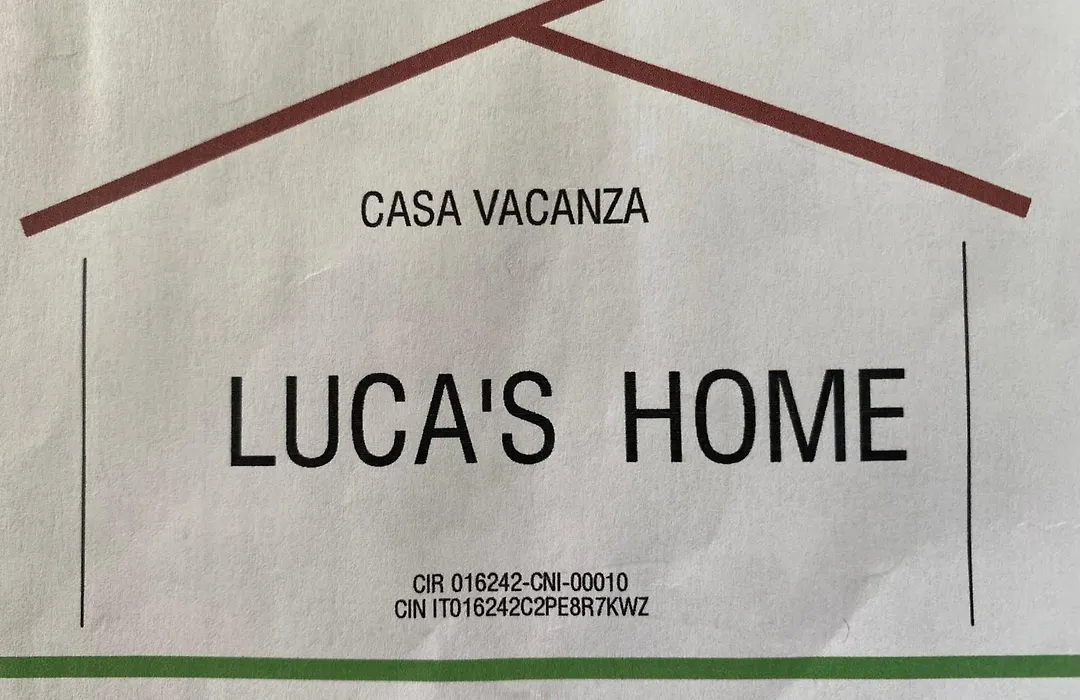 CASA VACANZA
LUCA'S HOME
CIR 016242-CNI-00010
CIN IT016242C2PE8R7KWZ